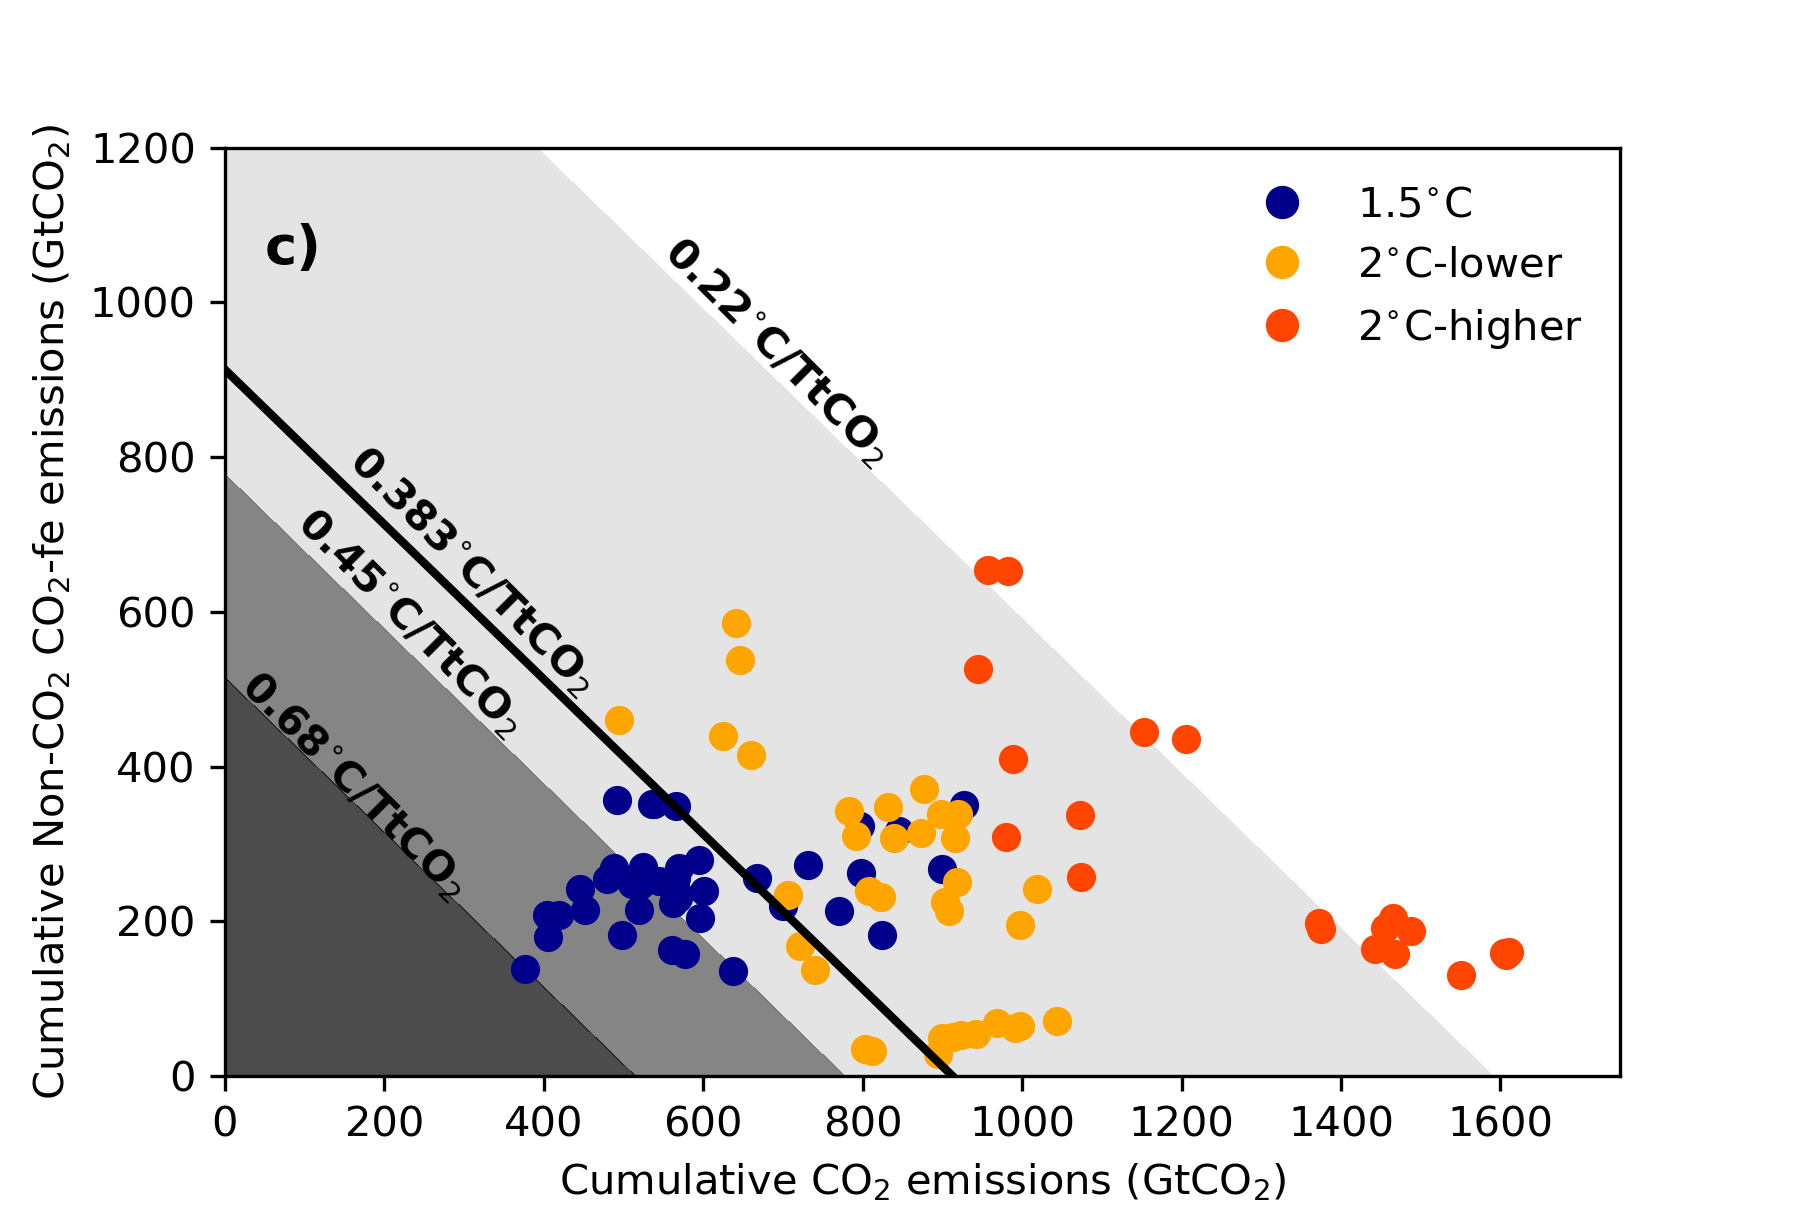 c)
1.5°C
2°C-lower
2°C-higher
0.22°C/TtCO₂
0.383°C/TtCO₂
0.45°C/TtCO₂
0.68°C/TtCO₂
Cumulative Non-CO₂ CO₂-fe emissions (GtCO₂)
1200
1000
800
600
400
200
0
0 200 400 600 800 1000 1200 1400 1600
Cumulative CO₂ emissions (GtCO₂)